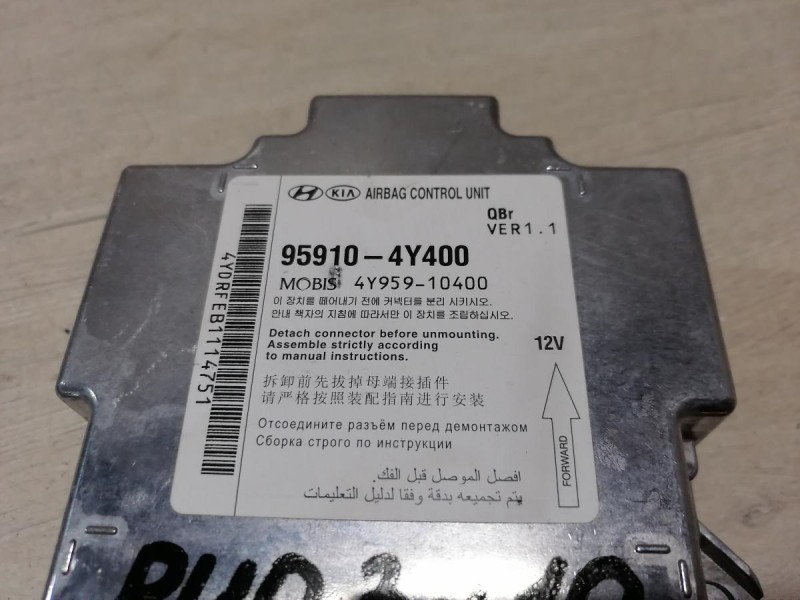 KIA AIRBAG CONTROL UNIT
QBr
VER1.1
95910-4Y400
MOBIS 4Y959-10400
이 장치를 떼어내기 전에 커넥터를 분리 시키시오.
안내 책자의 지침에 따라서만 이 장치를 조립하십시오.
Detach connector before unmounting.
Assemble strictly according
to manual instructions.
12V
拆卸前先拔掉母端接插件
请严格按照装配指南进行安装
Отсоедините разъём перед демонтажом
Сборка строго по инструкции
افصل الموصل قبل الفك.
يتم تجميعه بدقة وفقا لدليل التعليمات
FORWARD
4YDRFEB1114751